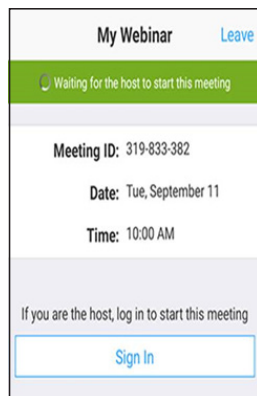 My Webinar Leave
Waiting for the host to start this meeting
Meeting ID: 319-833-382
Date: Tue, September 11
Time: 10:00 AM
If you are the host, log in to start this meeting
Sign In